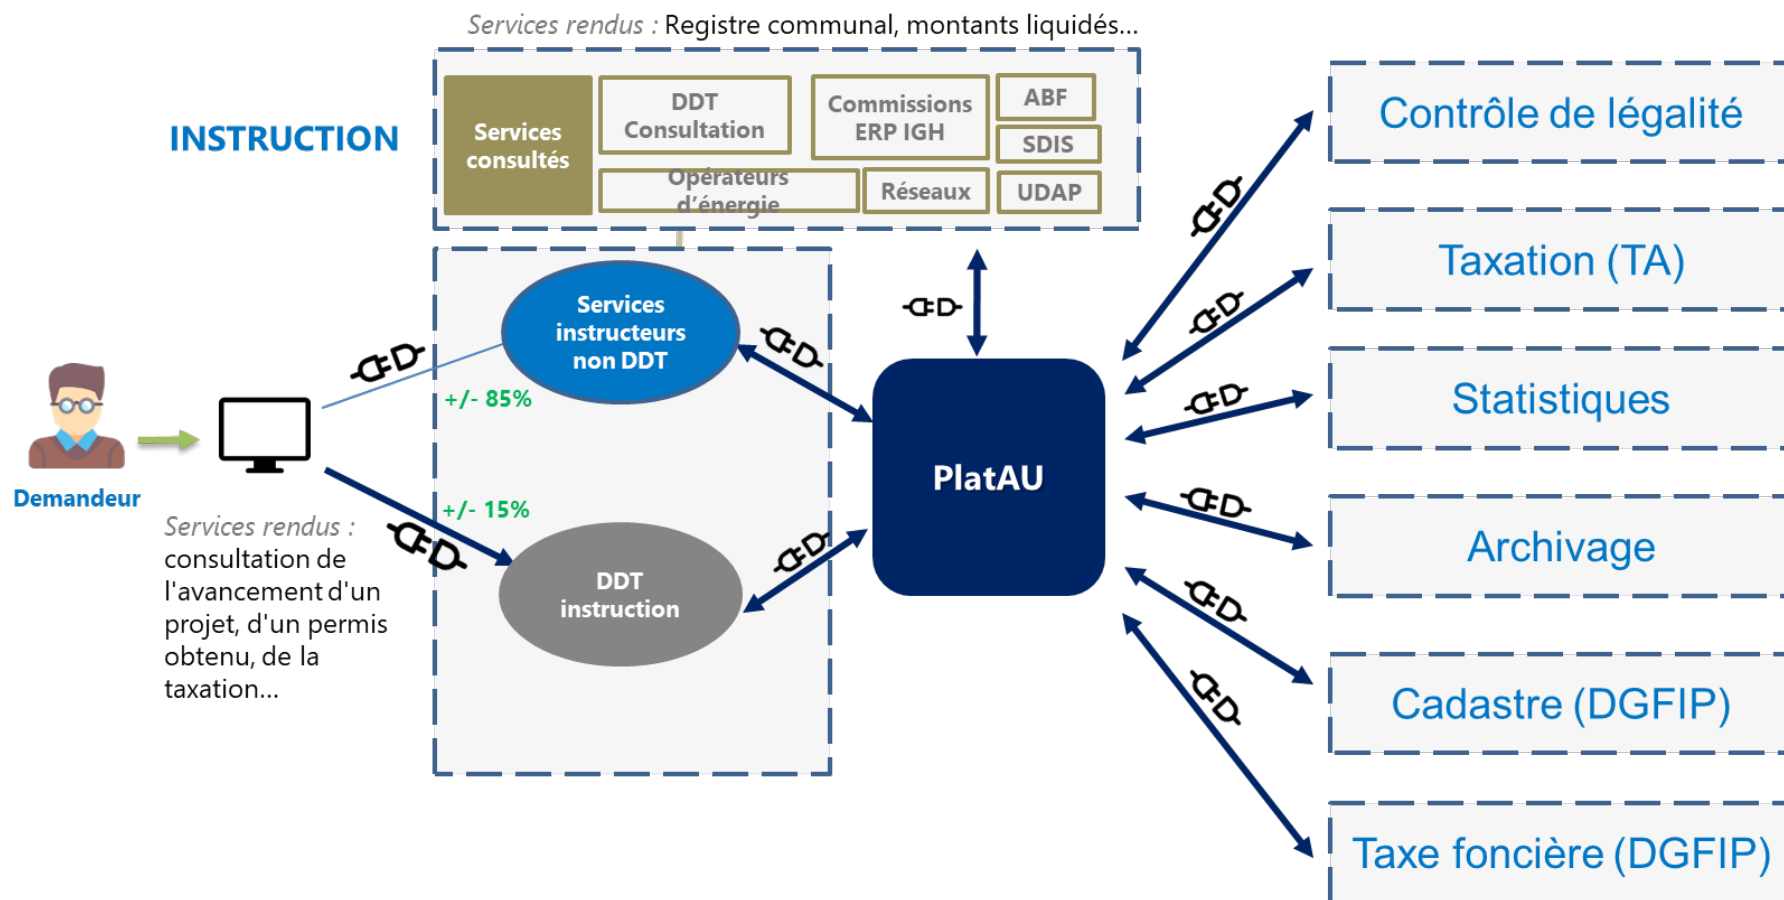 Services rendus : Registre communal, montants liquidés...
INSTRUCTION
Services
consultés
DDT
Consultation
Commissions
ERP IGH
ABF
SDIS
Opérateurs
d'énergie
Réseaux
UDAP
Services
instructeurs
non DDT
+/- 85%
+/- 15%
DDT
instruction
Demandeur
Services rendus :
consultation de
l'avancement d'un
projet, d'un permis
obtenu, de la
taxation...
PlatAU
Contrôle de légalité
Taxation (TA)
Statistiques
Archivage
Cadastre (DGFIP)
Taxe foncière (DGFIP)